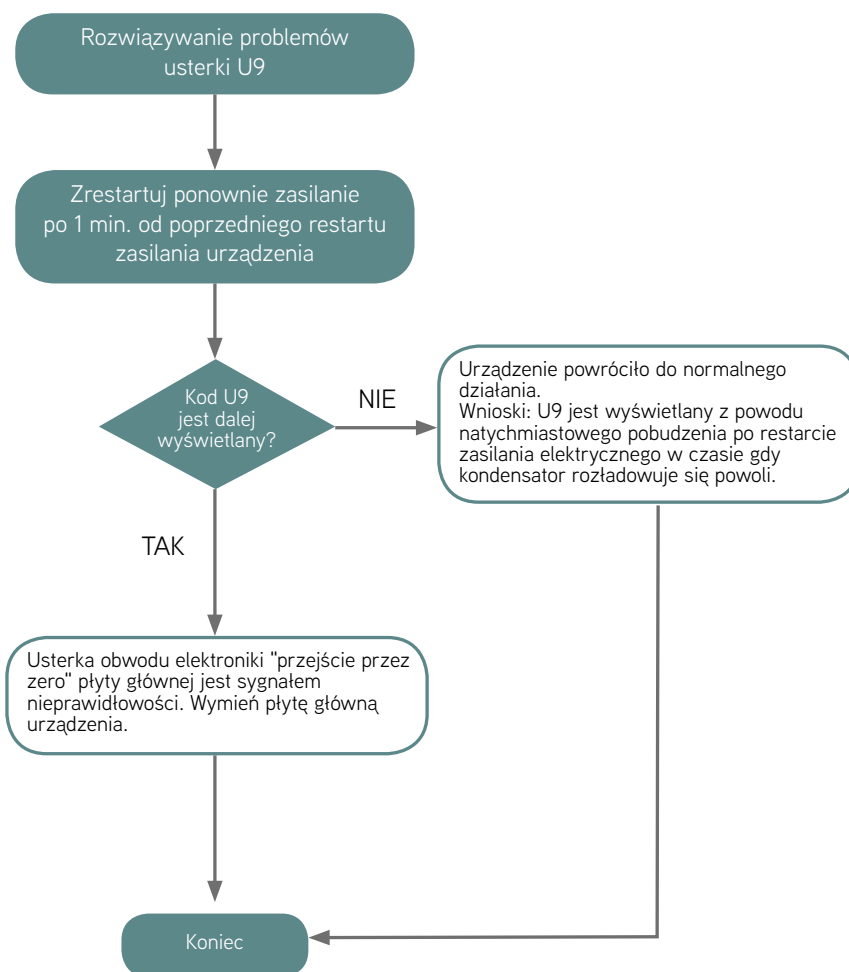 Rozwiązywanie problemów
usterki U9
Zrestartuj ponownie zasilanie
po 1 min. od poprzedniego restartu
zasilania urządzenia
Kod U9
jest dalej
wyświetlany?
NIE
Urządzenie powróciło do normalnego
działania.
Wnioski: U9 jest wyświetlany z powodu
natychmiastowego pobudzenia po restarcie
zasilania elektrycznego w czasie gdy
kondensator rozładowuje się powoli.
TAK
Usterka obwodu elektroniki "przejście przez
zero" płyty głównej jest sygnałem
nieprawidłowości. Wymień płytę główną
urządzenia.
Koniec